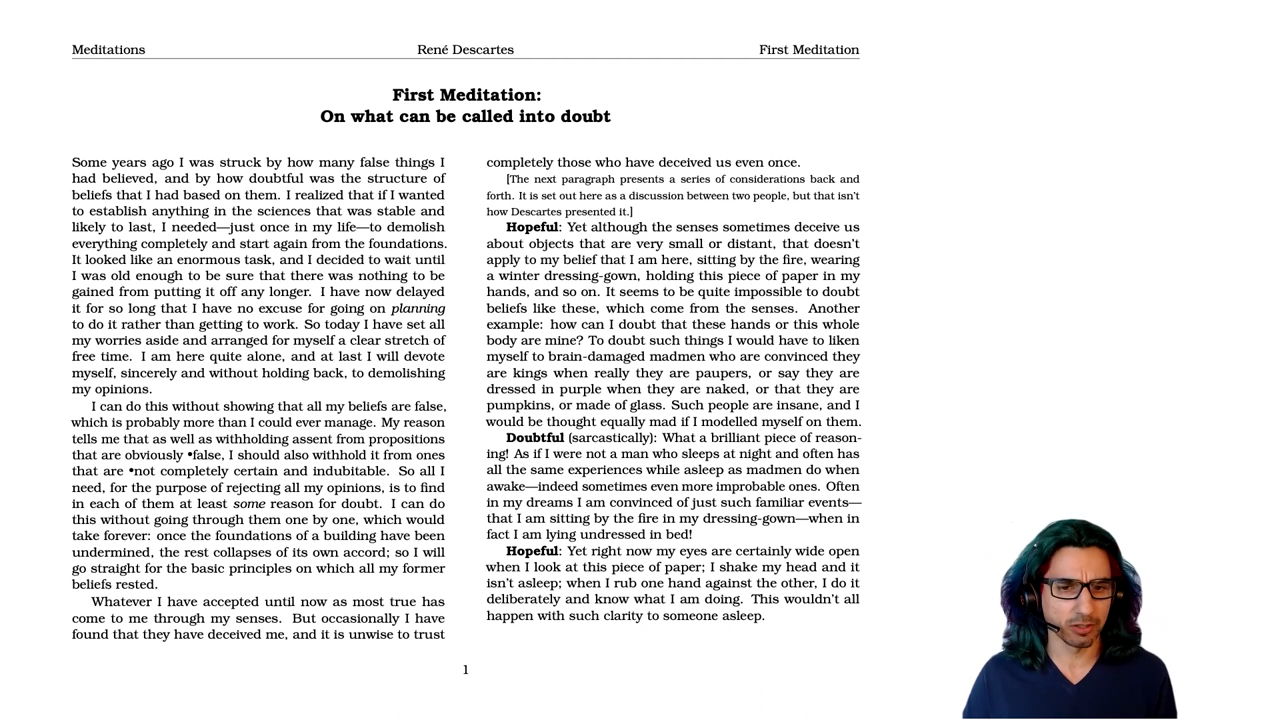 Meditations René Descartes First Meditation
First Meditation:
On what can be called into doubt
Some years ago I was struck by how many false things I
had believed, and by how doubtful was the structure of
beliefs that I had based on them. I realized that if I wanted
to establish anything in the sciences that was stable and
likely to last, I needed—just once in my life—to demolish
everything completely and start again from the foundations.
It looked like an enormous task, and I decided to wait until
I was old enough to be sure that there was nothing to be
gained from putting it off any longer. I have now delayed
it for so long that I have no excuse for going on planning
to do it rather than getting to work. So today I have set all
my worries aside and arranged for myself a clear stretch of
free time. I am here quite alone, and at last I will devote
myself, sincerely and without holding back, to demolishing
my opinions.
I can do this without showing that all my beliefs are false,
which is probably more than I could ever manage. My reason
tells me that as well as withholding assent from propositions
that are obviously •false, I should also withhold it from ones
that are •not completely certain and indubitable. So all I
need, for the purpose of rejecting all my opinions, is to find
in each of them at least some reason for doubt. I can do
this without going through them one by one, which would
take forever: once the foundations of a building have been
undermined, the rest collapses of its own accord; so I will
go straight for the basic principles on which all my former
beliefs rested.
Whatever I have accepted until now as most true has
come to me through my senses. But occasionally I have
found that they have deceived me, and it is unwise to trust
completely those who have deceived us even once.
[The next paragraph presents a series of considerations back and
forth. It is set out here as a discussion between two people, but that isn't
how Descartes presented it.]
Hopeful: Yet although the senses sometimes deceive us
about objects that are very small or distant, that doesn't
apply to my belief that I am here, sitting by the fire, wearing
a winter dressing-gown, holding this piece of paper in my
hands, and so on. It seems to be quite impossible to doubt
beliefs like these, which come from the senses. Another
example: how can I doubt that these hands or this whole
body are mine? To doubt such things I would have to liken
myself to brain-damaged madmen who are convinced they
are kings when really they are paupers, or say they are
dressed in purple when they are naked, or that they are
pumpkins, or made of glass. Such people are insane, and I
would be thought equally mad if I modelled myself on them.
Doubtful (sarcastically): What a brilliant piece of reason-
ing! As if I were not a man who sleeps at night and often has
all the same experiences while asleep as madmen do when
awake—indeed sometimes even more improbable ones. Often
in my dreams I am convinced of just such familiar events—
that I am sitting by the fire in my dressing-gown—when in
fact I am lying undressed in bed!
Hopeful: Yet right now my eyes are certainly wide open
when I look at this piece of paper; I shake my head and it
isn't asleep; when I rub one hand against the other, I do it
deliberately and know what I am doing. This wouldn't all
happen with such clarity to someone asleep.
1